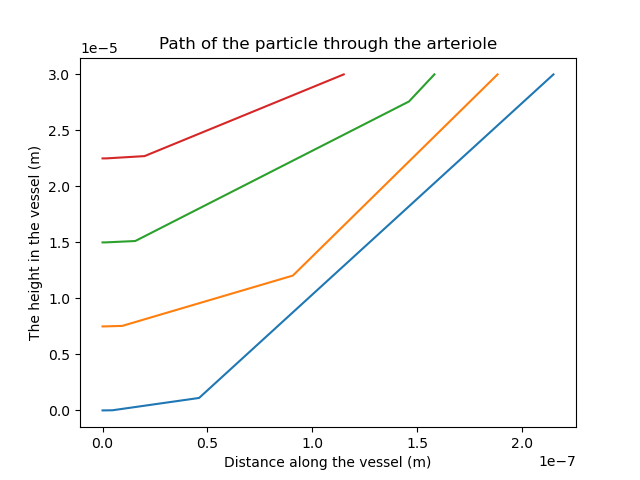 Path of the particle through the arteriole
1e−5
3.0
2.5
2.0
1.5
1.0
0.5
0.0
The height in the vessel (m)
0.0 0.5 1.0 1.5 2.0
1e−7
Distance along the vessel (m)